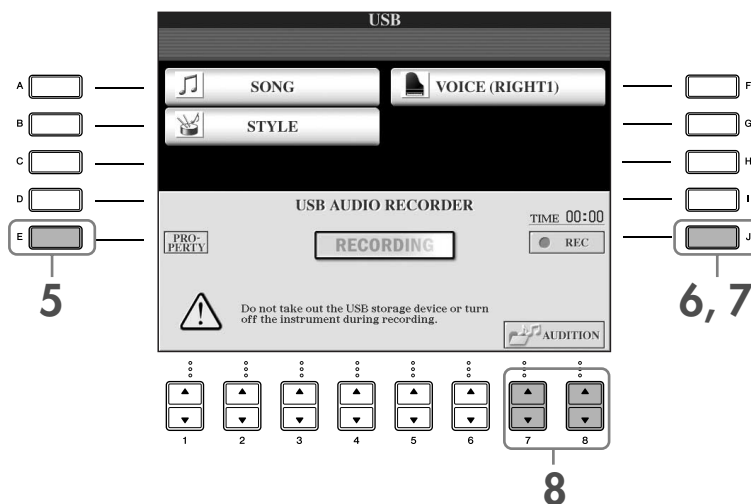 USB
A
SONG
VOICE (RIGHT1)
F
B
STYLE
G
C
H
D
I
USB AUDIO RECORDER
TIME 00:00
E
PRO-
PERTY
RECORDING
REC
J
5
6, 7
Do not take out the USB storage device or turn
off the instrument during recording.
AUDITION
1 2 3 4 5 6 7 8
8